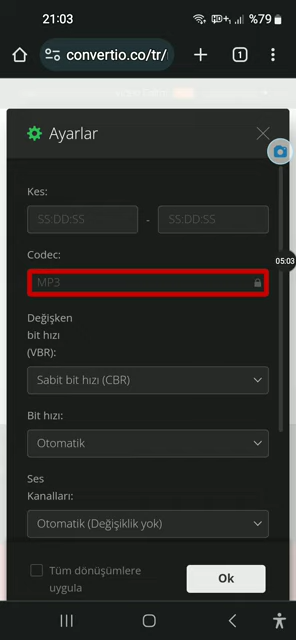 21:03
%79
convertio.co/tr/
1
Ayarlar
Kes:
SS:DD:SS - SS:DD:SS
Codec:
05:03
MP3
Değişken
bit hızı
(VBR):
Sabit bit hızı (CBR)
Bit hızı:
Otomatik
Ses
Kanalları:
Otomatik (Değişiklik yok)
Tüm dönüşümlere
uygula
Ok